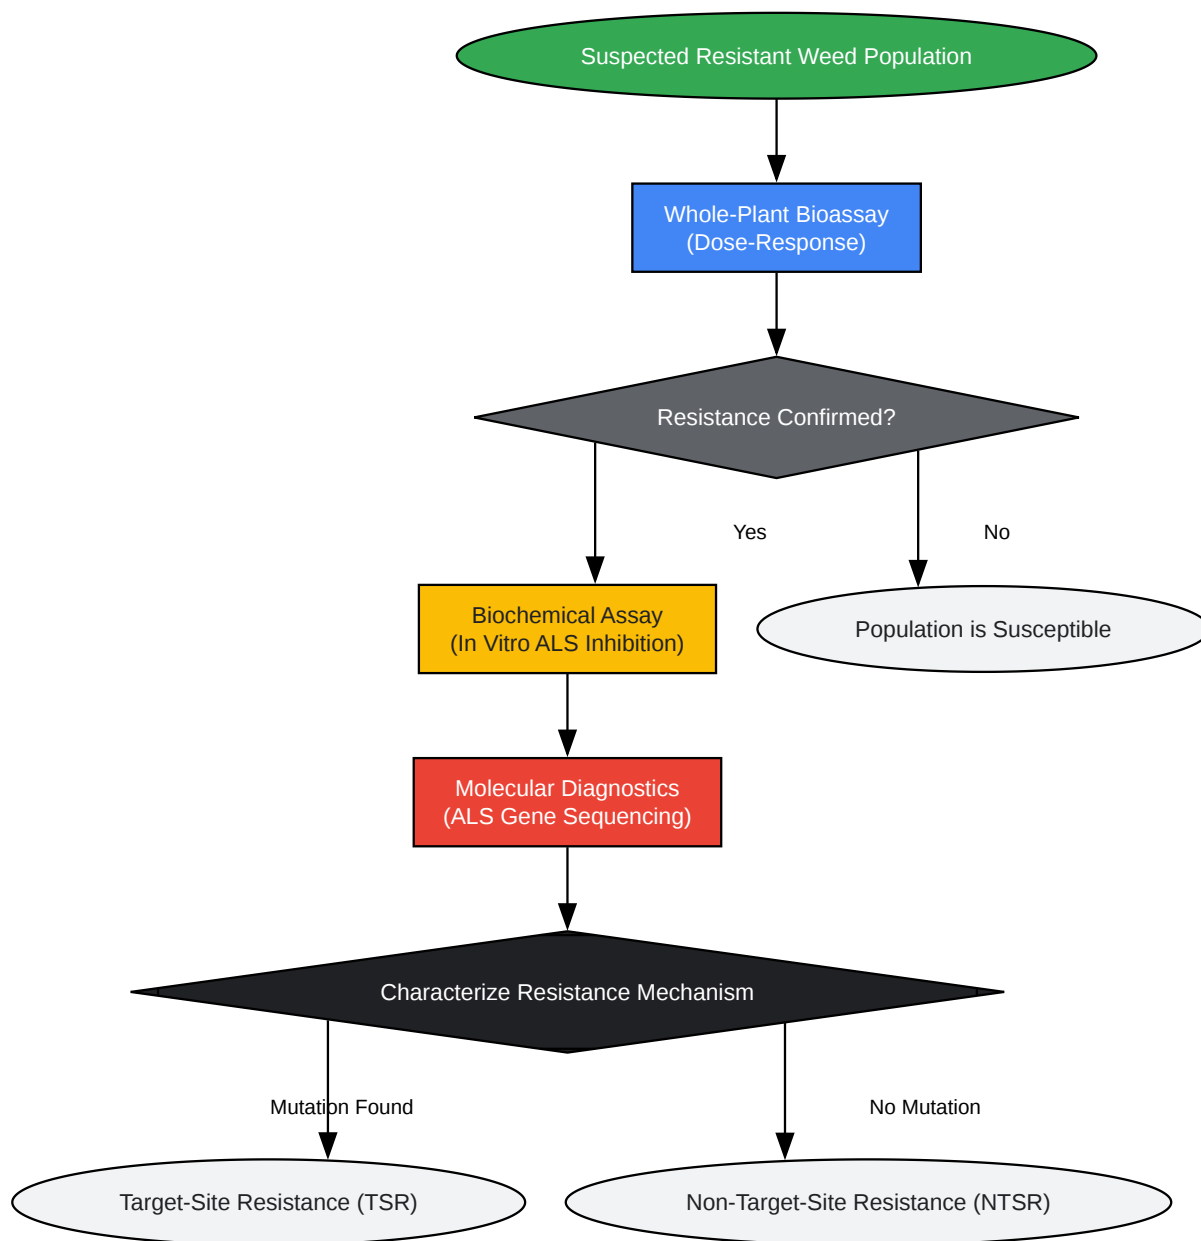 Suspected Resistant Weed Population
Whole-Plant Bioassay
(Dose-Response)
Resistance Confirmed?
Yes
No
Biochemical Assay
(In Vitro ALS Inhibition)
Population is Susceptible
Molecular Diagnostics
(ALS Gene Sequencing)
Characterize Resistance Mechanism
Mutation Found
No Mutation
Target-Site Resistance (TSR)
Non-Target-Site Resistance (NTSR)